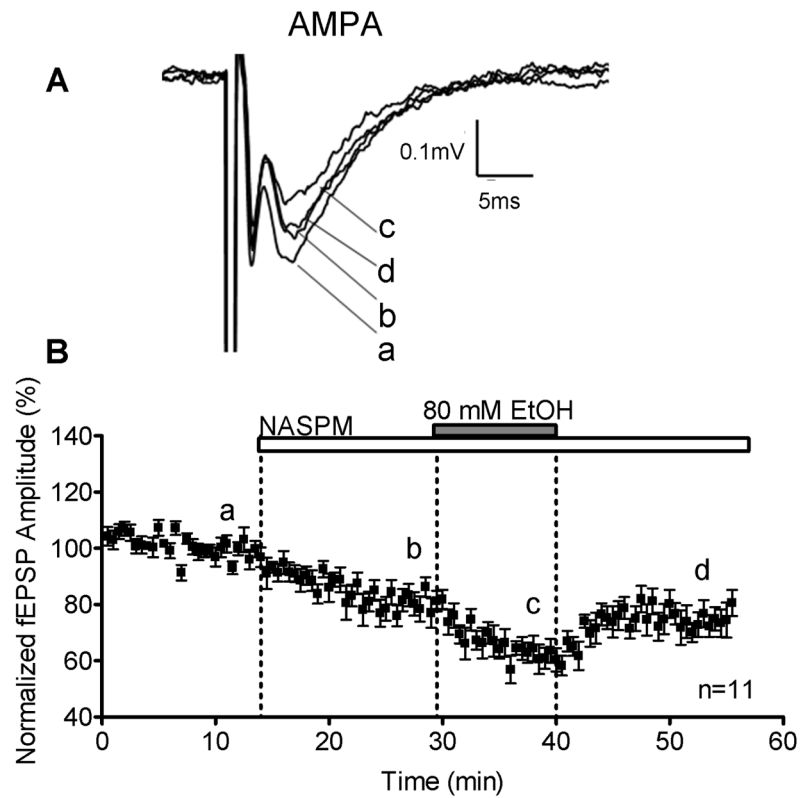 AMPA
A
0.1mV
5ms
c
d
b
a
B
Normalized fEPSP Amplitude (%)
80 mM EtOH
NASPM
140
120
100
80
60
40
a
b
c
d
n=11
0 10 20 30 40 50 60
Time (min)